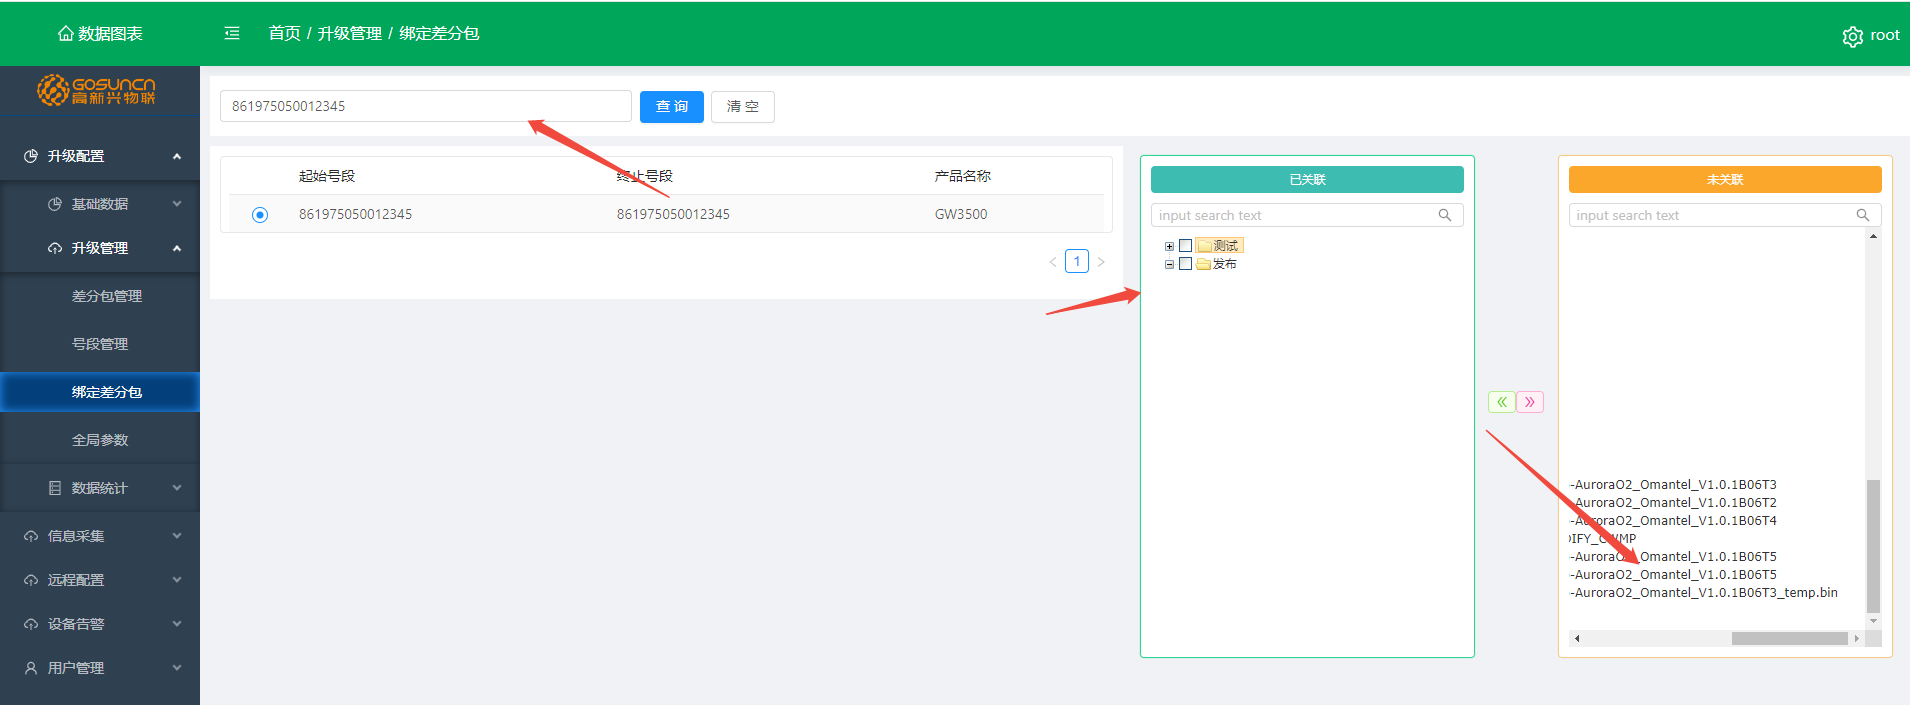 数据图表
首页 / 升级管理 / 绑定差分包
root
GOSUNCN
高新兴物联
升级配置
基础数据
升级管理
差分包管理
号段管理
绑定差分包
全局参数
数据统计
信息采集
远程配置
设备告警
用户管理
861975050012345
查 询
清 空
起始号段 终止号段 产品名称
861975050012345 861975050012345 GW3500
1
已关联
input search text
测试
发布
未关联
input search text
-AuroraO2_Omantel_V1.0.1B06T3
-AuroraO2_Omantel_V1.0.1B06T2
-AuroraO2_Omantel_V1.0.1B06T4
DIFY_CWMP
-AuroraO2_Omantel_V1.0.1B06T5
-AuroraO2_Omantel_V1.0.1B06T5
-AuroraO2_Omantel_V1.0.1B06T3_temp.bin